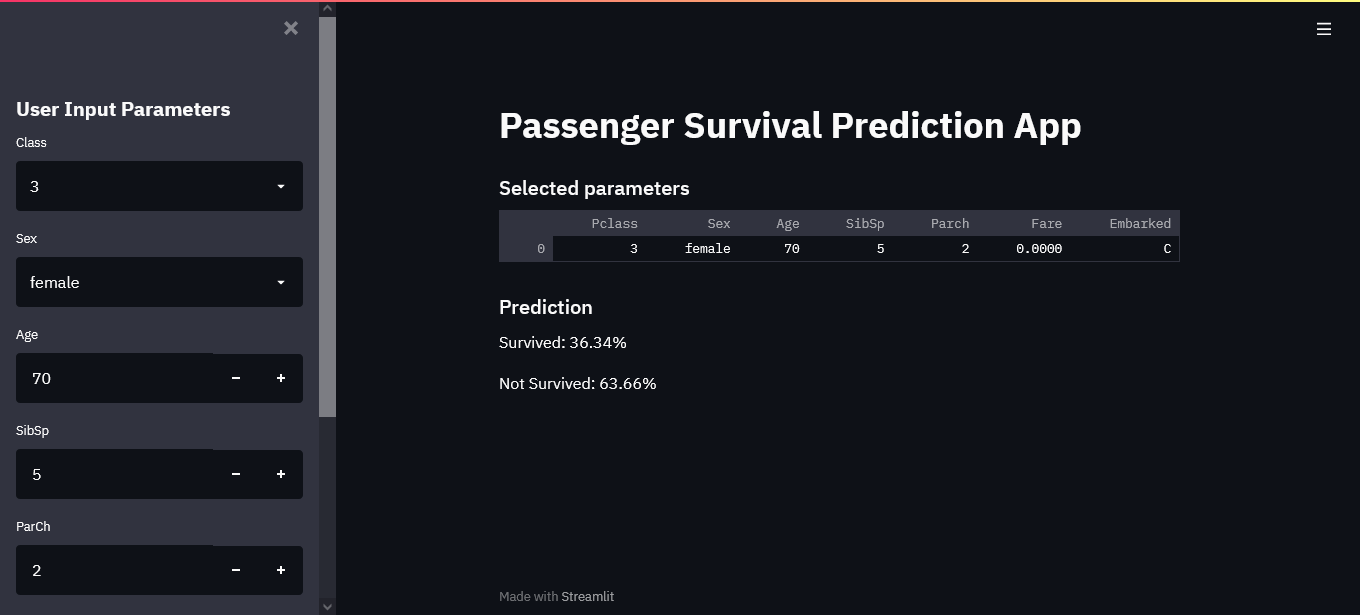 User Input Parameters
Class
3
Sex
female
Age
70
SibSp
5
ParCh
2
Passenger Survival Prediction App
Selected parameters
Pclass Sex Age SibSp Parch Fare Embarked
0 3 female 70 5 2 0.0000 C
Prediction
Survived: 36.34%
Not Survived: 63.66%
Made with Streamlit